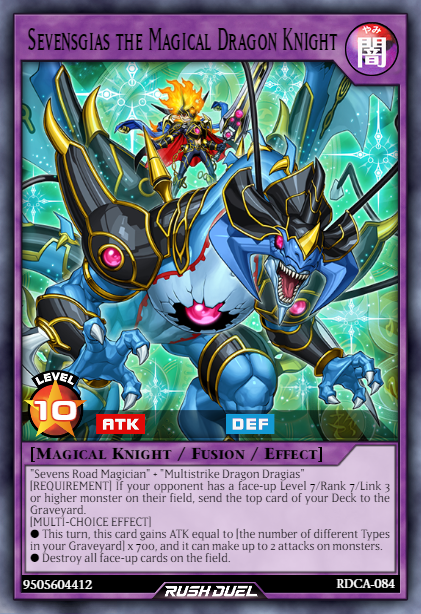 Sevensgias the Magical Dragon Knight
やみ
闇
LEVEL
10
ATK
DEF
[Magical Knight / Fusion / Effect]
"Sevens Road Magician" + "Multistrike Dragon Dragias"
[REQUIREMENT] If your opponent has a face-up Level 7/Rank 7/Link 3
or higher monster on their field, send the top card of your Deck to the
Graveyard.
[MULTI-CHOICE EFFECT]
● This turn, this card gains ATK equal to [the number of different Types
in your Graveyard] x 700, and it can make up to 2 attacks on monsters.
● Destroy all face-up cards on the field.
9505604412
RUSH DUEL
RDCA-084